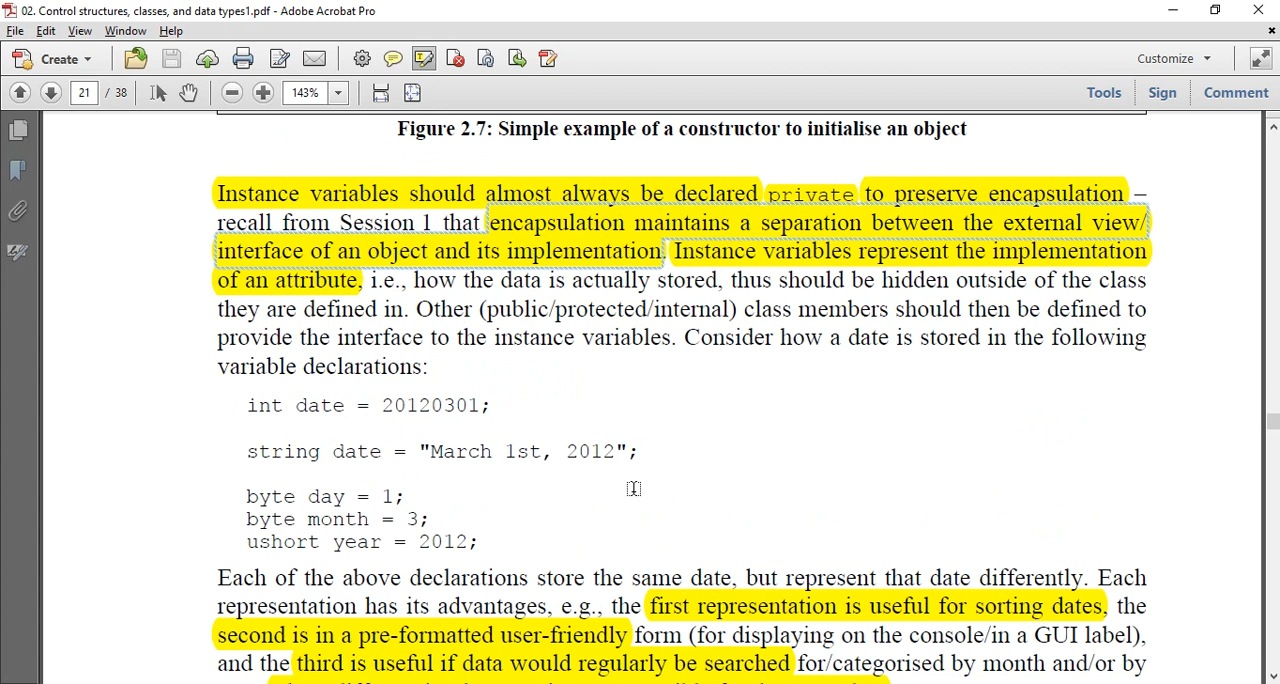 02. Control structures, classes, and data types1.pdf - Adobe Acrobat Pro
File Edit View Window Help
Create Customize
21 / 38 143% Tools Sign Comment
Figure 2.7: Simple example of a constructor to initialise an object
Instance variables should almost always be declared private to preserve encapsulation –
recall from Session 1 that encapsulation maintains a separation between the external view/
interface of an object and its implementation. Instance variables represent the implementation
of an attribute, i.e., how the data is actually stored, thus should be hidden outside of the class
they are defined in. Other (public/protected/internal) class members should then be defined to
provide the interface to the instance variables. Consider how a date is stored in the following
variable declarations:
int date = 20120301;
string date = "March 1st, 2012";
byte day = 1;
byte month = 3;
ushort year = 2012;
Each of the above declarations store the same date, but represent that date differently. Each
representation has its advantages, e.g., the first representation is useful for sorting dates, the
second is in a pre-formatted user-friendly form (for displaying on the console/in a GUI label),
and the third is useful if data would regularly be searched for/categorised by month and/or by